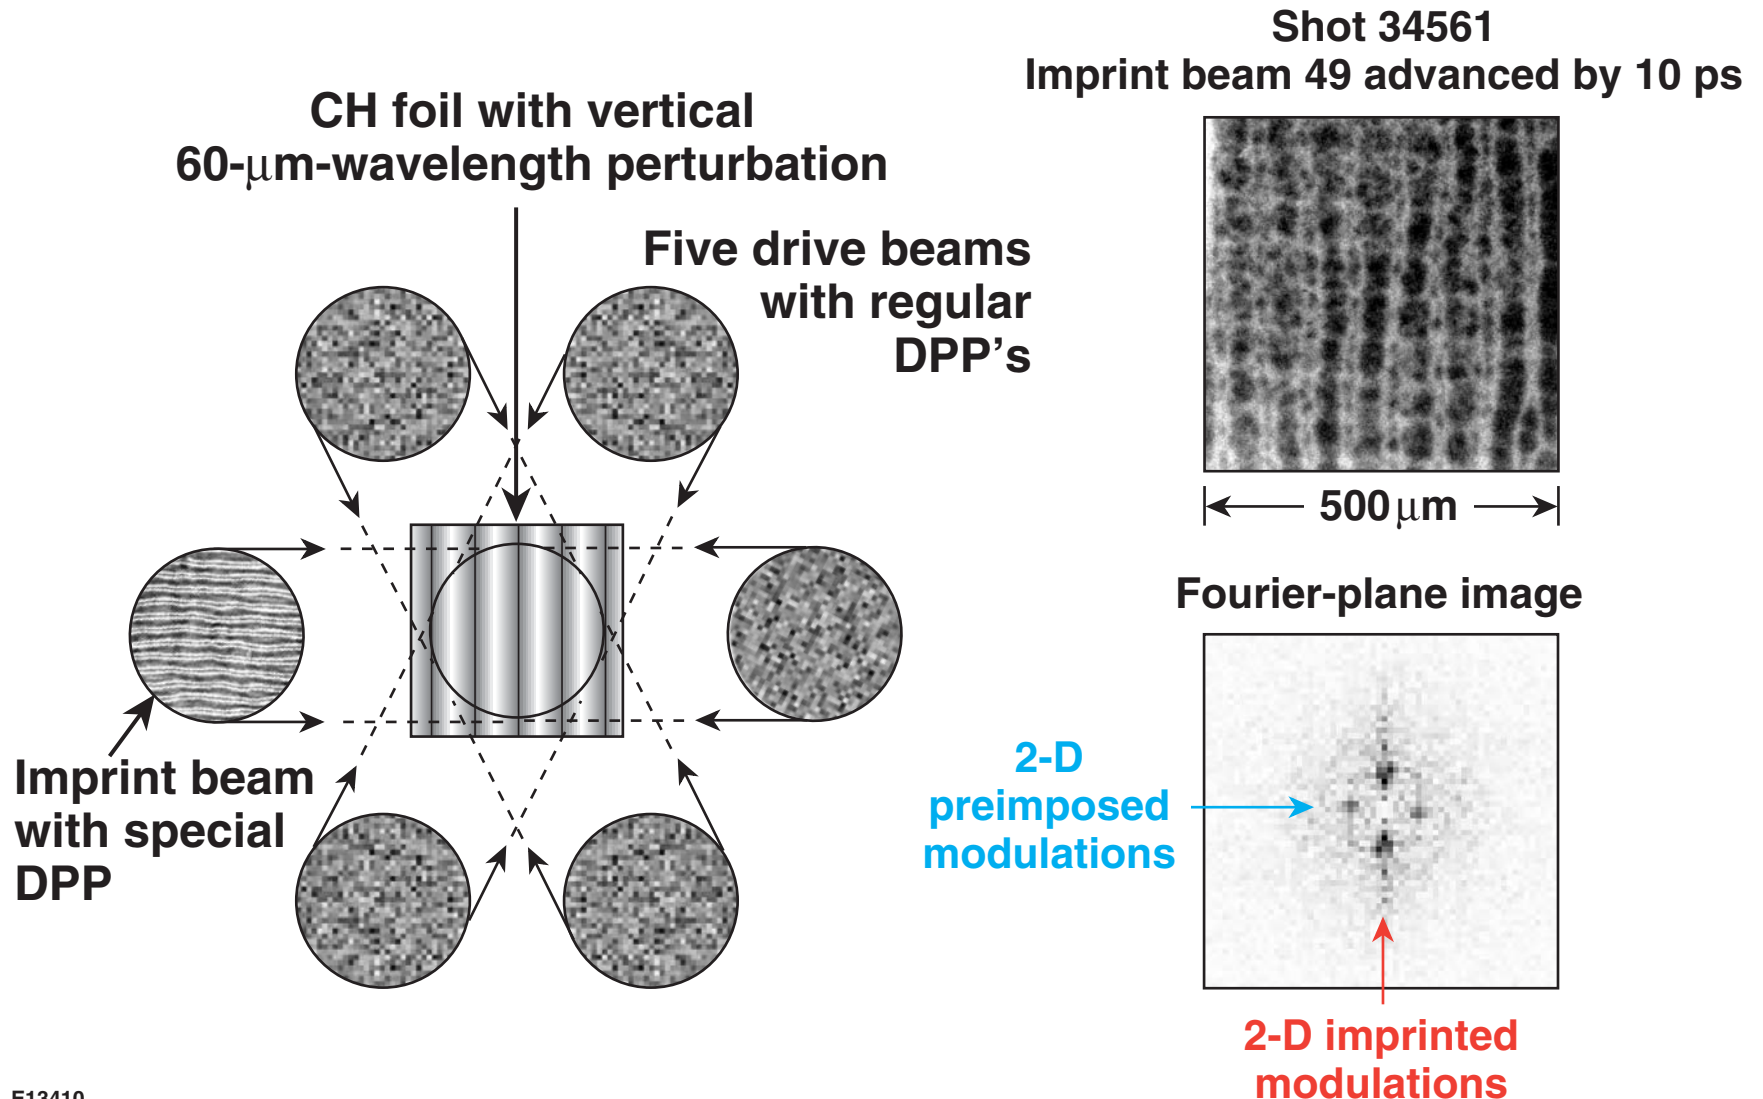 Shot 34561
Imprint beam 49 advanced by 10 ps
CH foil with vertical
60-μm-wavelength perturbation
Five drive beams
with regular
DPP’s
500 μm
Fourier-plane image
2-D
preimposed
modulations
Imprint beam
with special
DPP
2-D imprinted
modulations
E13410